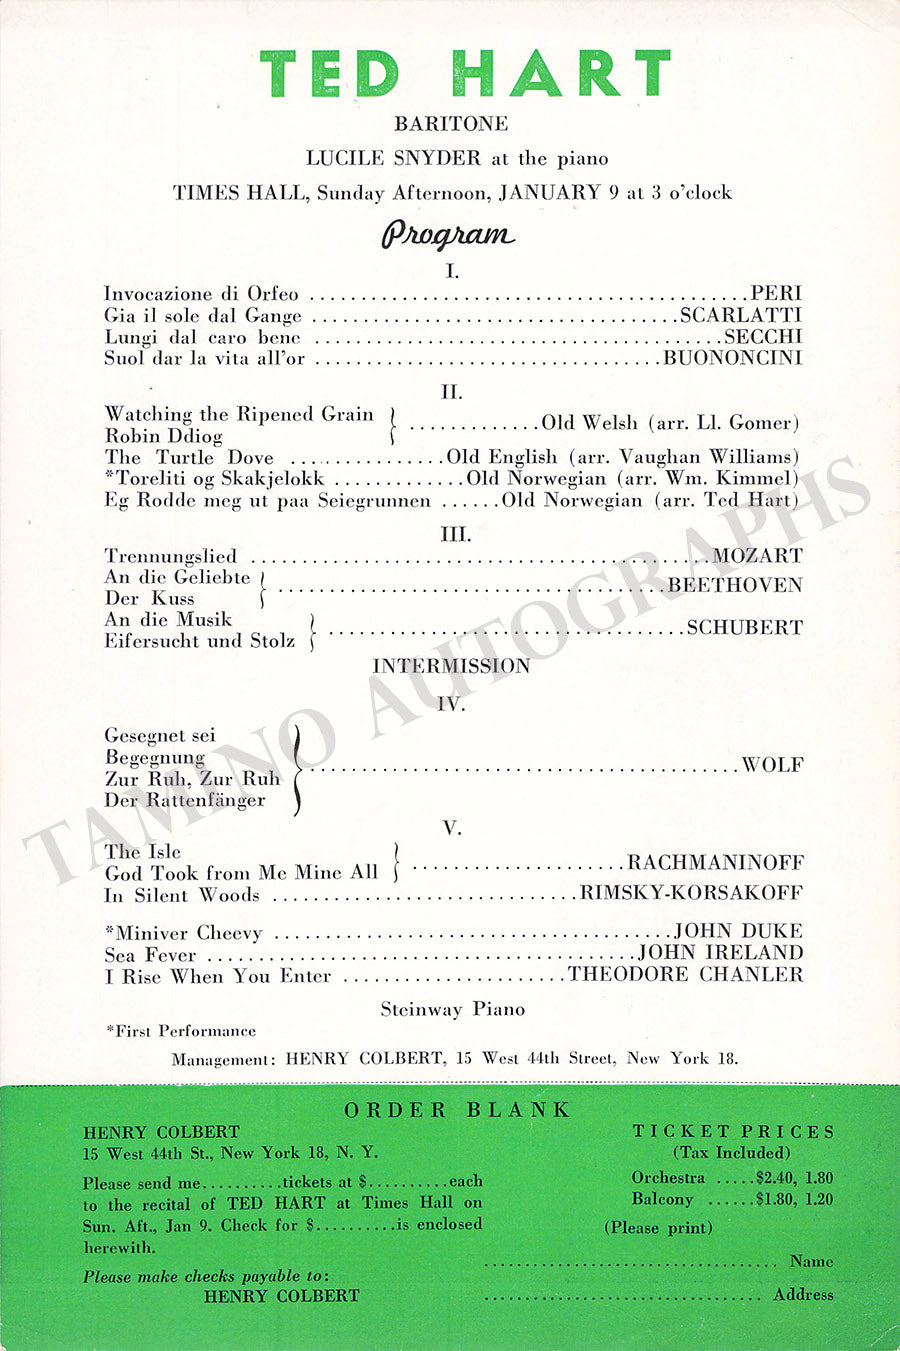 TED HART
BARITONE
LUCILE SNYDER at the piano
TIMES HALL, Sunday Afternoon, JANUARY 9 at 3 o'clock
Program
I.
Invocazione di Orfeo ............................................ PERI
Gia il sole dal Gange ..................................... SCARLATTI
Lungi dal caro bene ......................................... SECCHI
Suol dar la vita all'or ................................... BUONONCINI
II.
Watching the Ripened Grain
Robin Ddiog
} ............. Old Welsh (arr. Ll. Gomer)
The Turtle Dove ............... Old English (arr. Vaughan Williams)
*Toreliti og Skakjelokk ............. Old Norwegian (arr. Wm. Kimmel)
Eg Rodde meg ut paa Seiegrunnen ...... Old Norwegian (arr. Ted Hart)
III.
Trennungslied .............................................. MOZART
An die Geliebte
Der Kuss
} ....................................... BEETHOVEN
An die Musik
Eifersucht und Stolz
} .................................... SCHUBERT
INTERMISSION
IV.
Gesegnet sei
Begegnung
Zur Ruh, Zur Ruh
Der Rattenfänger
} ........................................... WOLF
V.
The Isle
God Took from Me Mine All
} ...................... RACHMANINOFF
In Silent Woods ............................... RIMSKY-KORSAKOFF
*Miniver Cheevy ........................................ JOHN DUKE
Sea Fever ........................................... JOHN IRELAND
I Rise When You Enter ....................... THEODORE CHANLER
Steinway Piano
*First Performance
Management: HENRY COLBERT, 15 West 44th Street, New York 18.
TAMINO AUTOGRAPHS
ORDER BLANK
HENRY COLBERT
15 West 44th St., New York 18, N. Y.
Please send me..........tickets at $..........each
to the recital of TED HART at Times Hall on
Sun. Aft., Jan 9. Check for $..........is enclosed
herewith.
Please make checks payable to:
HENRY COLBERT
TICKET PRICES
(Tax Included)
Orchestra .....$2.40, 1.80
Balcony .....$1.80, 1.20
(Please print)
..................................... Name
................................... Address